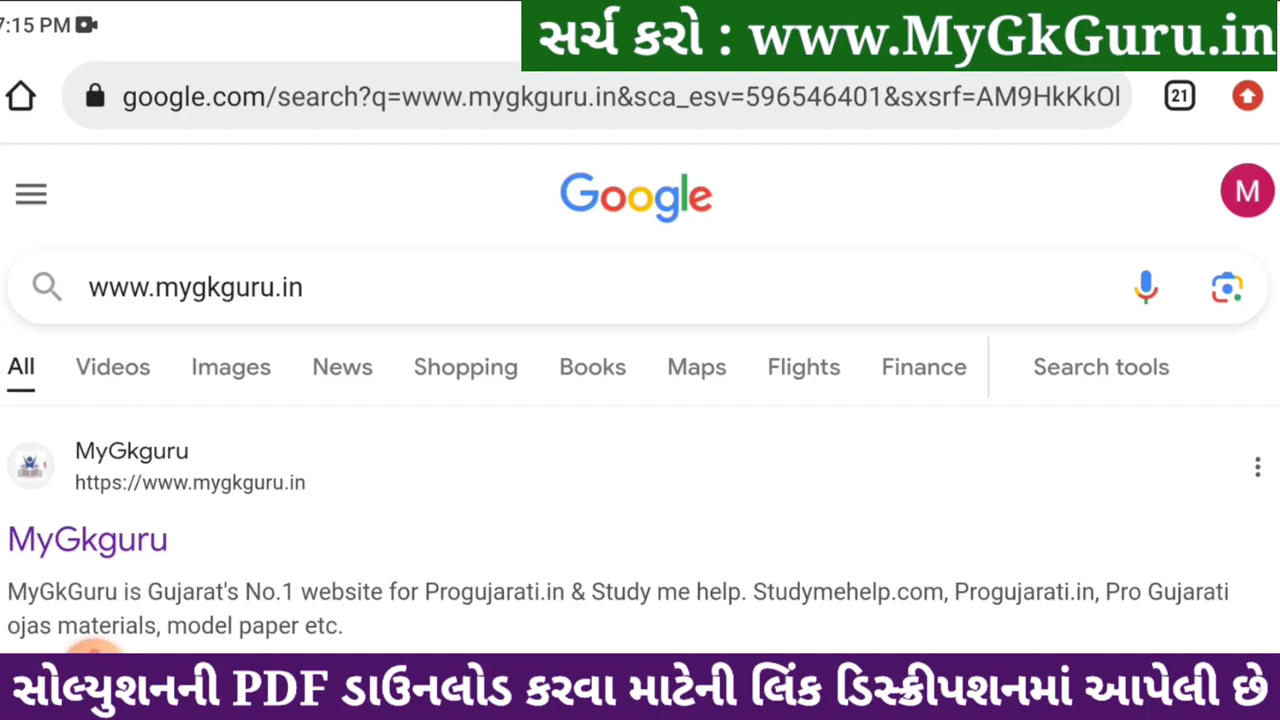 7:15 PM
સર્ચ કરો : www.MyGkGuru.in
google.com/search?q=www.mygkguru.in&sca_esv=596546401&sxsrf=AM9HkKkOl
21
Google
M
www.mygkguru.in
All Videos Images News Shopping Books Maps Flights Finance Search tools
MyGkguru
https://www.mygkguru.in
MyGkguru
MyGkGuru is Gujarat's No.1 website for Progujarati.in & Study me help. Studymehelp.com, Progujarati.in, Pro Gujarati
ojas materials, model paper etc.
સોલ્યુશનની PDF ડાઉનલોડ કરવા માટેની લિંક ડિસ્ક્રીપશનમાં આપેલી છે